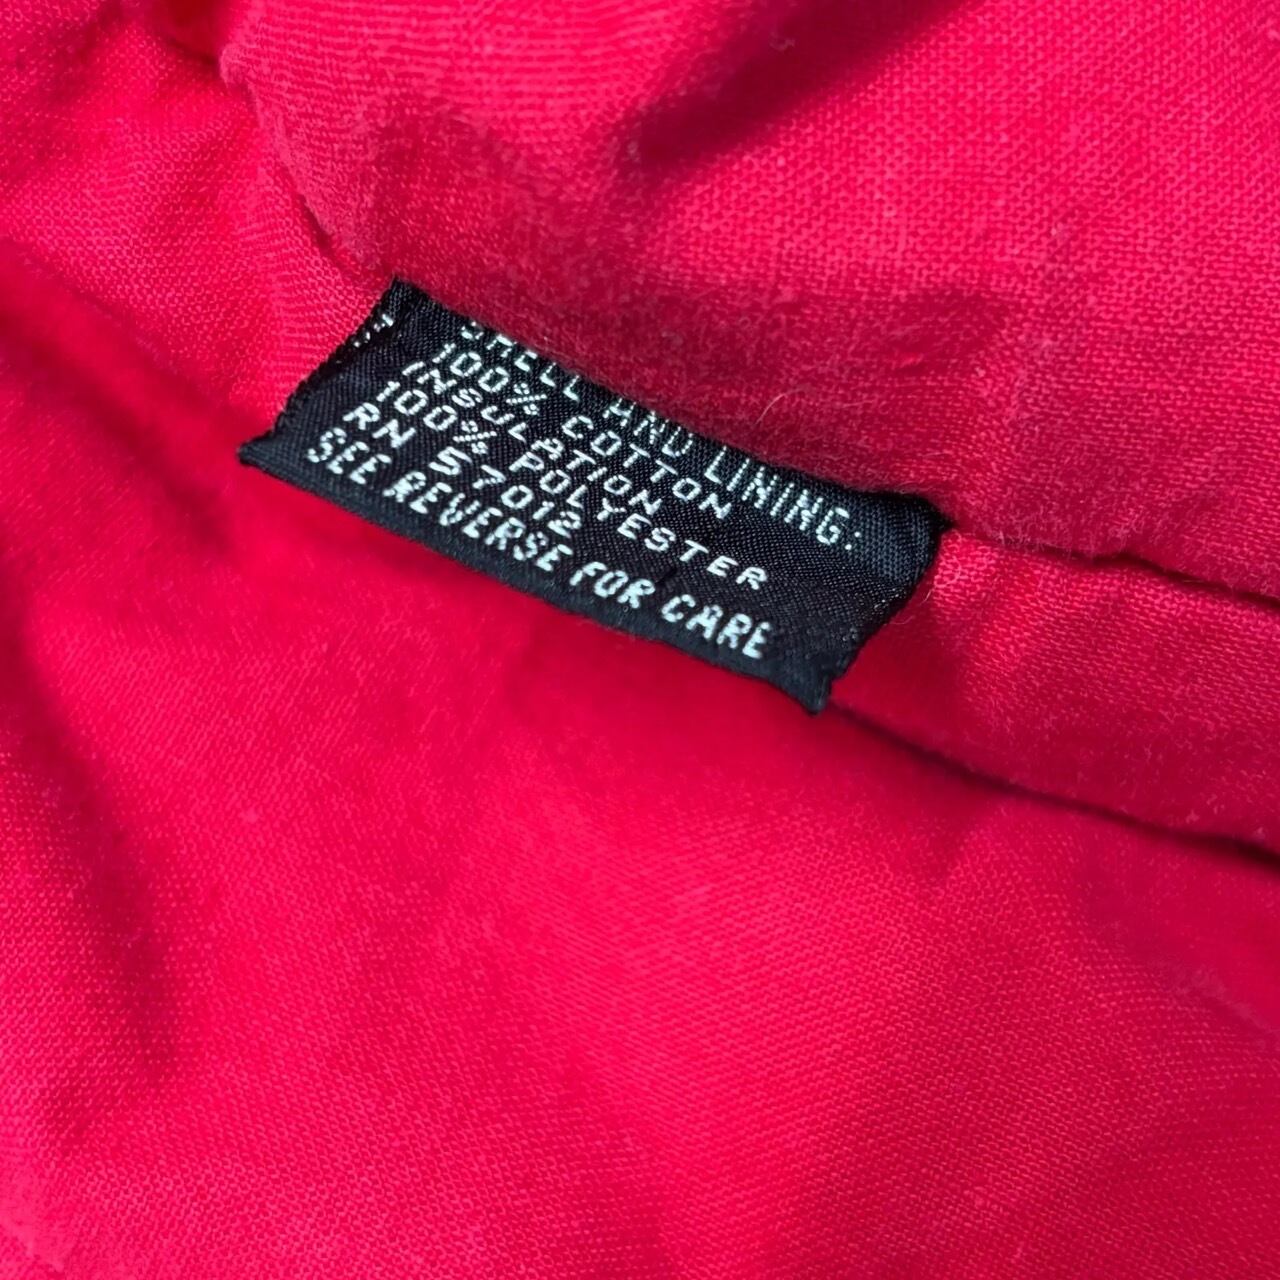 SHELL AND LINING:
100% COTTON
INSULATION
100% POLYESTER
RN 57012
SEE REVERSE FOR CARE